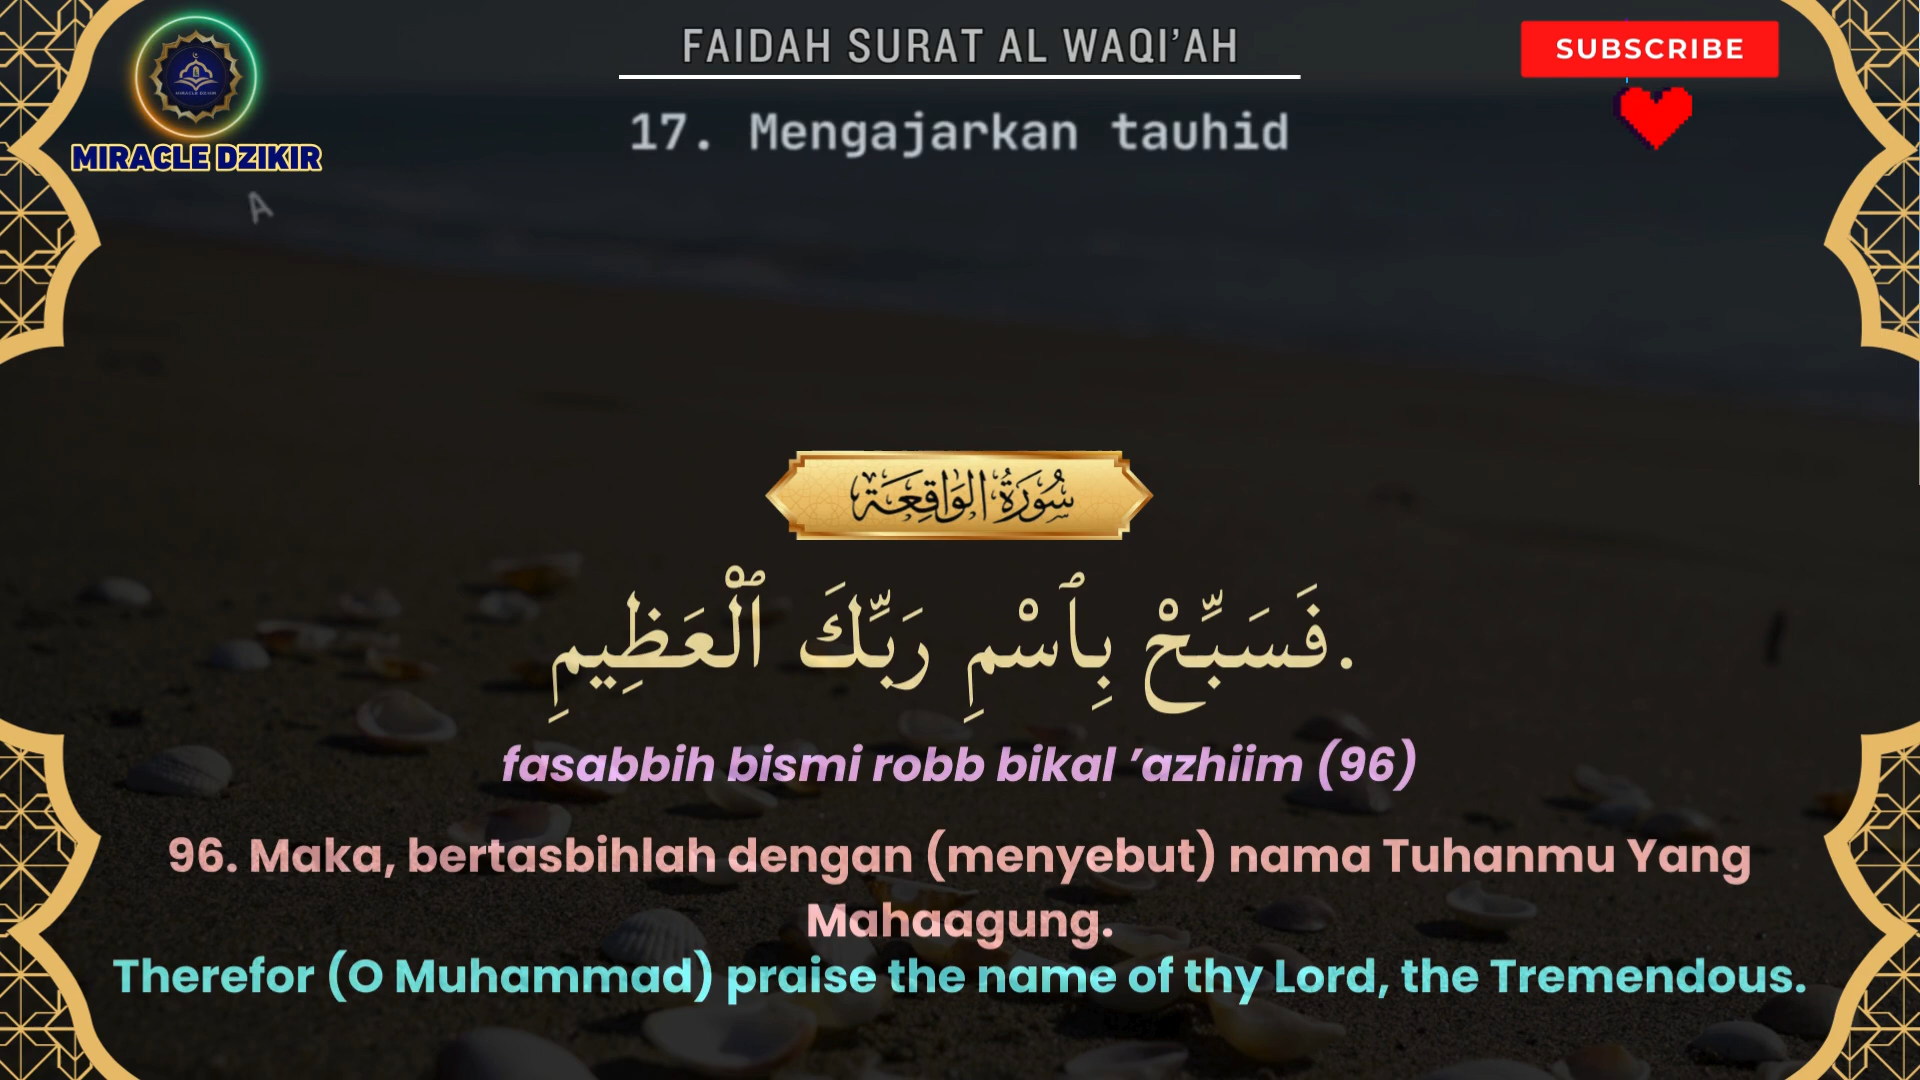 FAIDAH SURAT AL WAQI’AH
SUBSCRIBE
17. Mengajarkan tauhid
MIRACLE DZIKIR
A
سُورَةُ الوَاقِعَة
فَسَبِّحْ بِٱسْمِ رَبِّكَ ٱلْعَظِيمِ.
fasabbih bismi robb bikal ’azhiim (96)
96. Maka, bertasbihlah dengan (menyebut) nama Tuhanmu Yang
Mahaagung.
Therefor (O Muhammad) praise the name of thy Lord, the Tremendous.